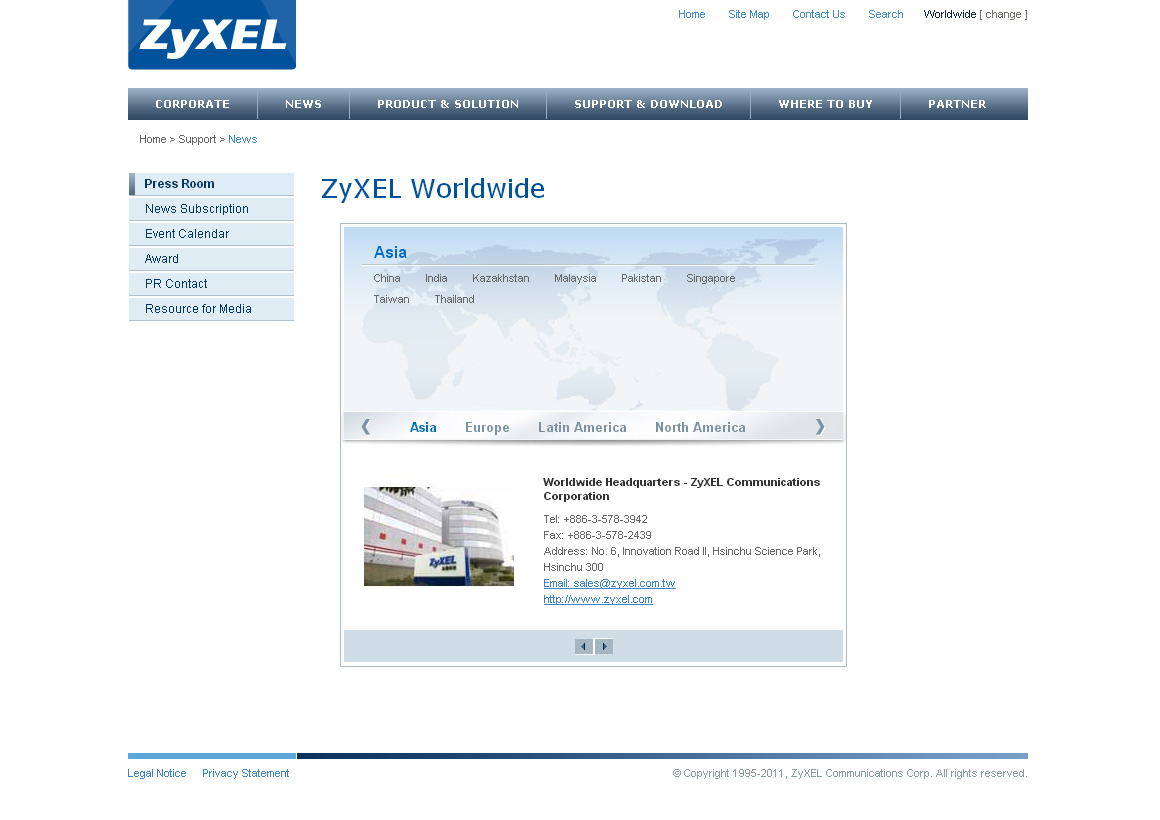 ZyXEL
Home Site Map Contact Us Search Worldwide [ change ]
CORPORATE NEWS PRODUCT & SOLUTION SUPPORT & DOWNLOAD WHERE TO BUY PARTNER
Home > Support > News
Press Room
News Subscription
Event Calendar
Award
PR Contact
Resource for Media
ZyXEL Worldwide
Asia
China India Kazakhstan Malaysia Pakistan Singapore
Taiwan Thailand
Asia Europe Latin America North America
ZyXEL
Worldwide Headquarters - ZyXEL Communications
Corporation
Tel: +886-3-578-3942
Fax: +886-3-578-2439
Address: No. 6, Innovation Road II, Hsinchu Science Park,
Hsinchu 300
Email: sales@zyxel.com.tw
http://www.zyxel.com
Legal Notice Privacy Statement © Copyright 1995-2011, ZyXEL Communications Corp. All rights reserved.